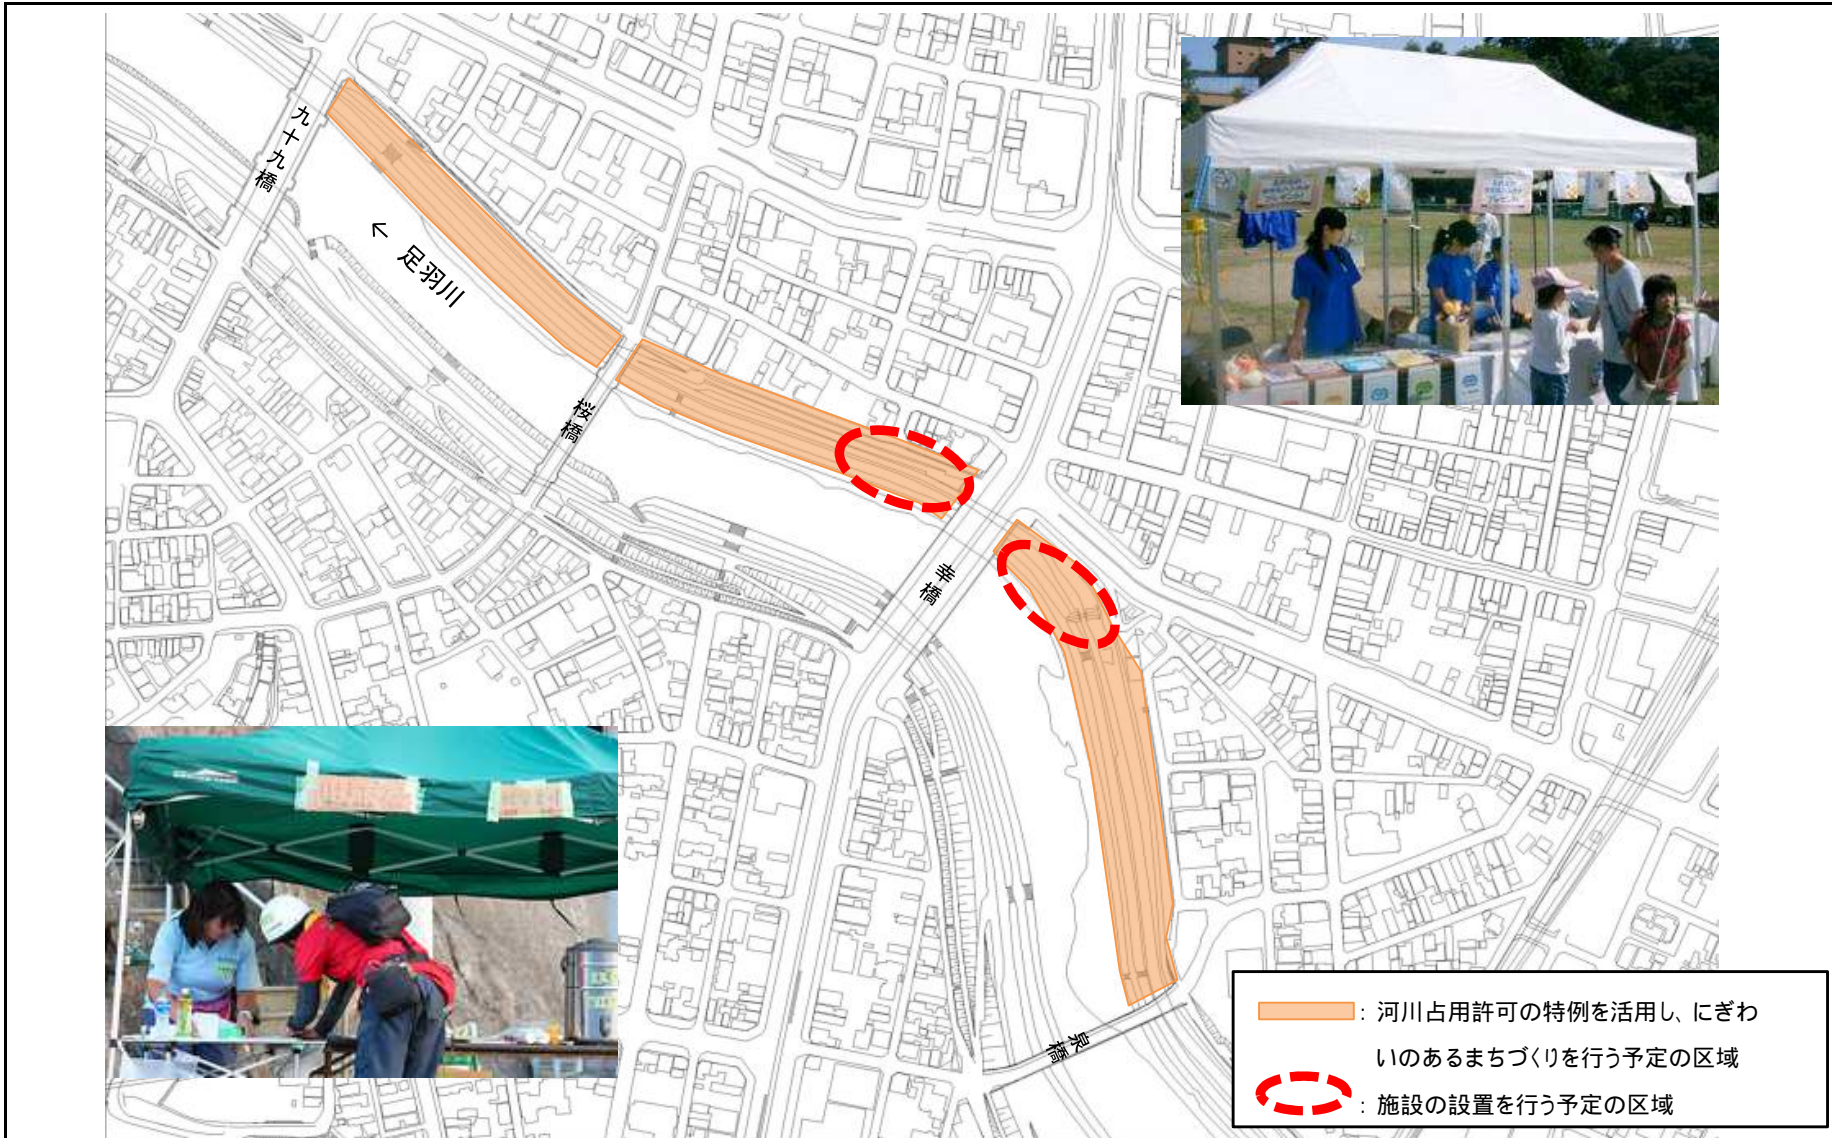 九十九橋
← 足羽川
桜橋
幸橋
泉橋
: 河川占用許可の特例を活用し、にぎわ
いのあるまちづくりを行う予定の区域
: 施設の設置を行う予定の区域